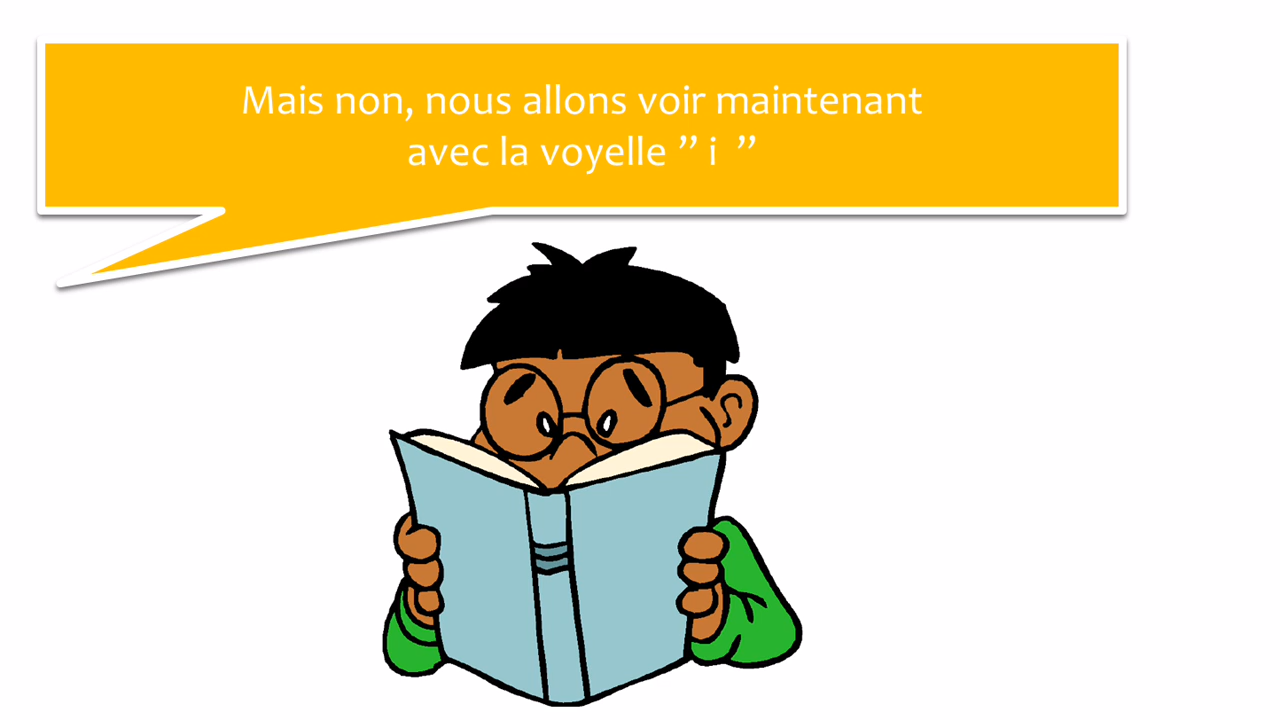 Mais non, nous allons voir maintenant
avec la voyelle ” i  ”